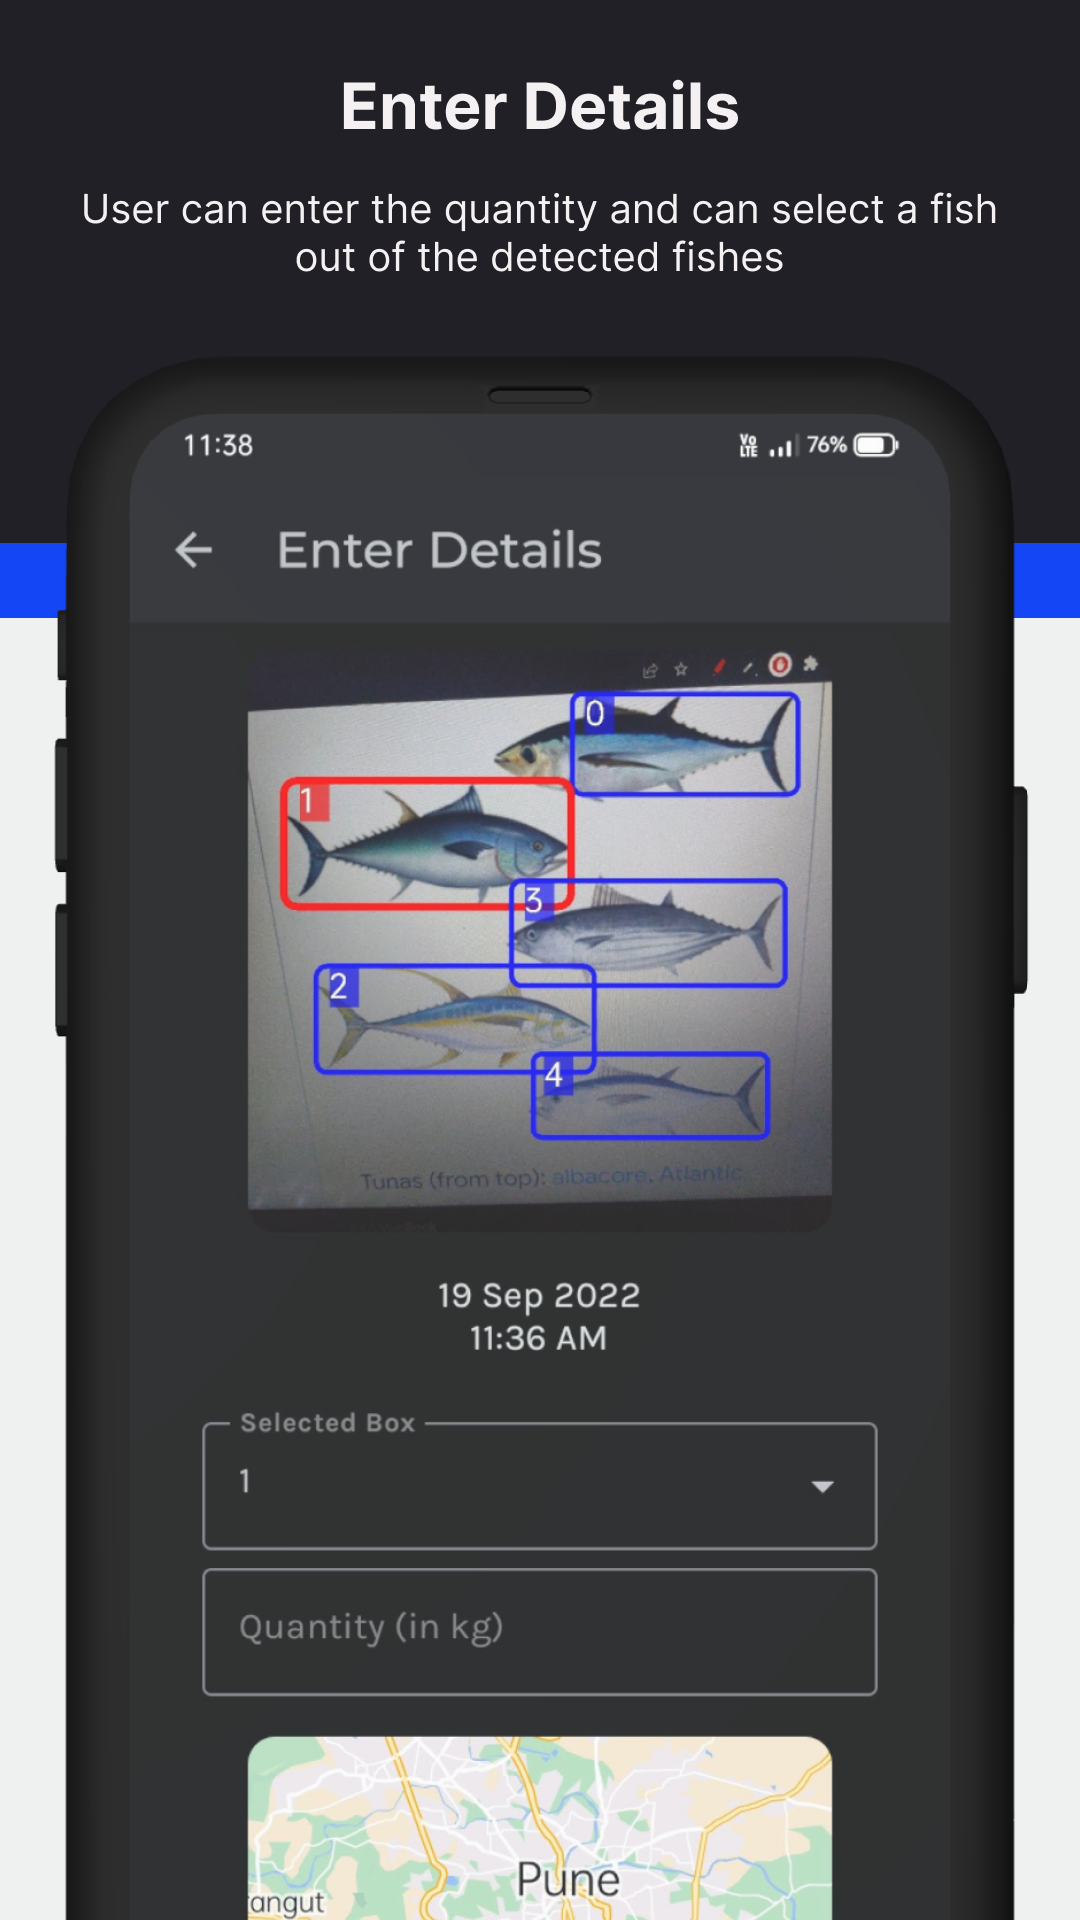 Enter Details
User can enter the quantity and can select a fish
out of the detected fishes
11:38
Vo LTE 76%
Enter Details
0
1
3
2
4
Tunas (from top): albacore, Atlantic
19 Sep 2022
11:36 AM
Selected Box
1
Quantity (in kg)
Pune
angut